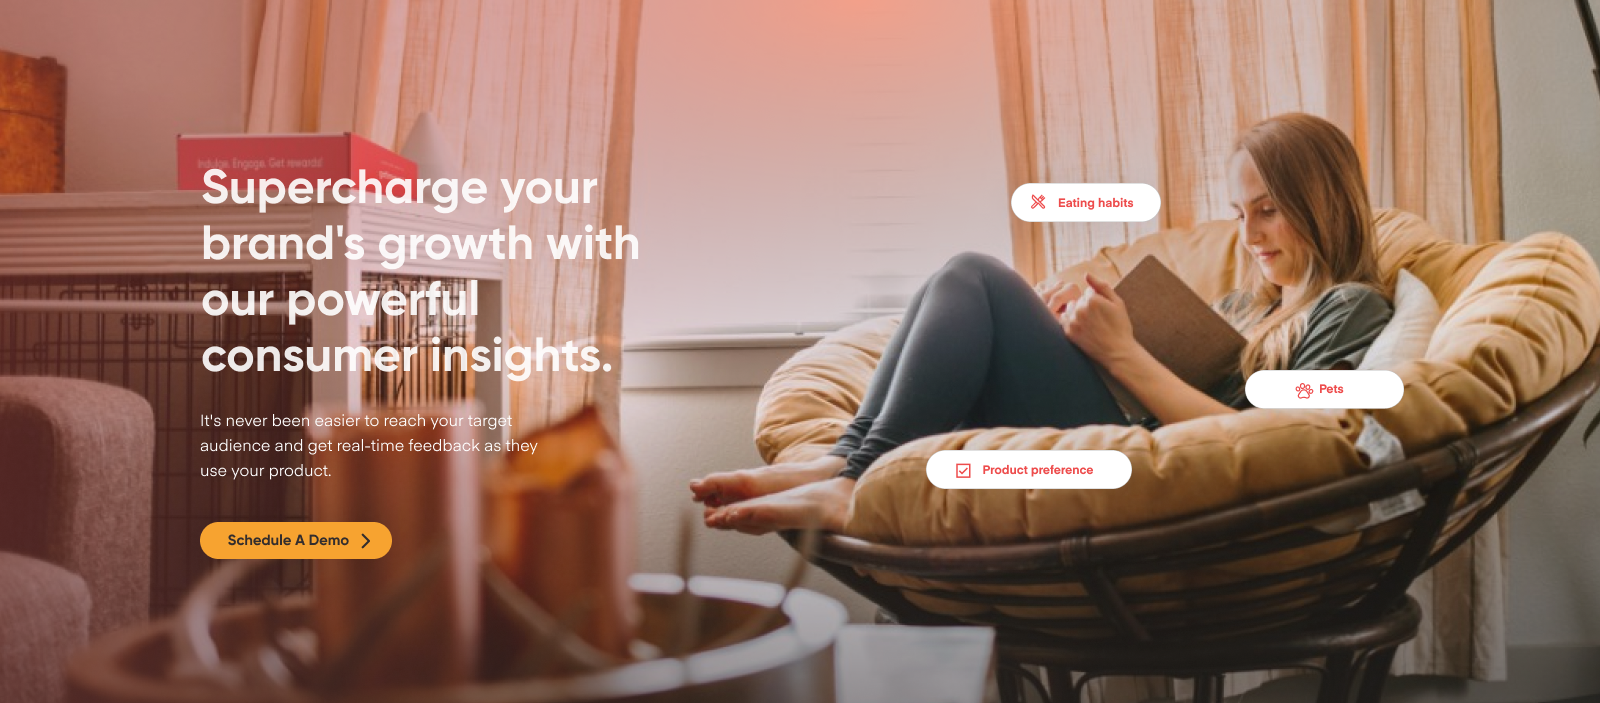 Indulge. Engage. Get rewards!
Supercharge your
brand's growth with
our powerful
consumer insights.
It's never been easier to reach your target
audience and get real-time feedback as they
use your product.
Schedule A Demo
Eating habits
Pets
Product preference